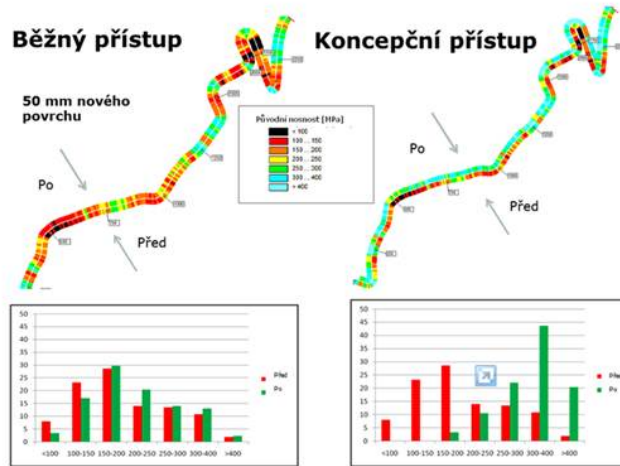 Běžný přístup
Koncepční přístup
50 mm nového
povrchu
Původní nosnost [MPa]
< 100
100 ... 150
150 ... 200
200 ... 250
250 ... 300
300 ... 400
> 400
Po
Před
Po
Před
50
45
40
35
30
25
20
15
10
5
0
<100
100-150
150-200
200-250
250-300
300-400
>400
Před
Po
50
45
40
35
30
25
20
15
10
5
0
<100
100-150
150-200
200-250
250-300
300-400
>400
Před
Po